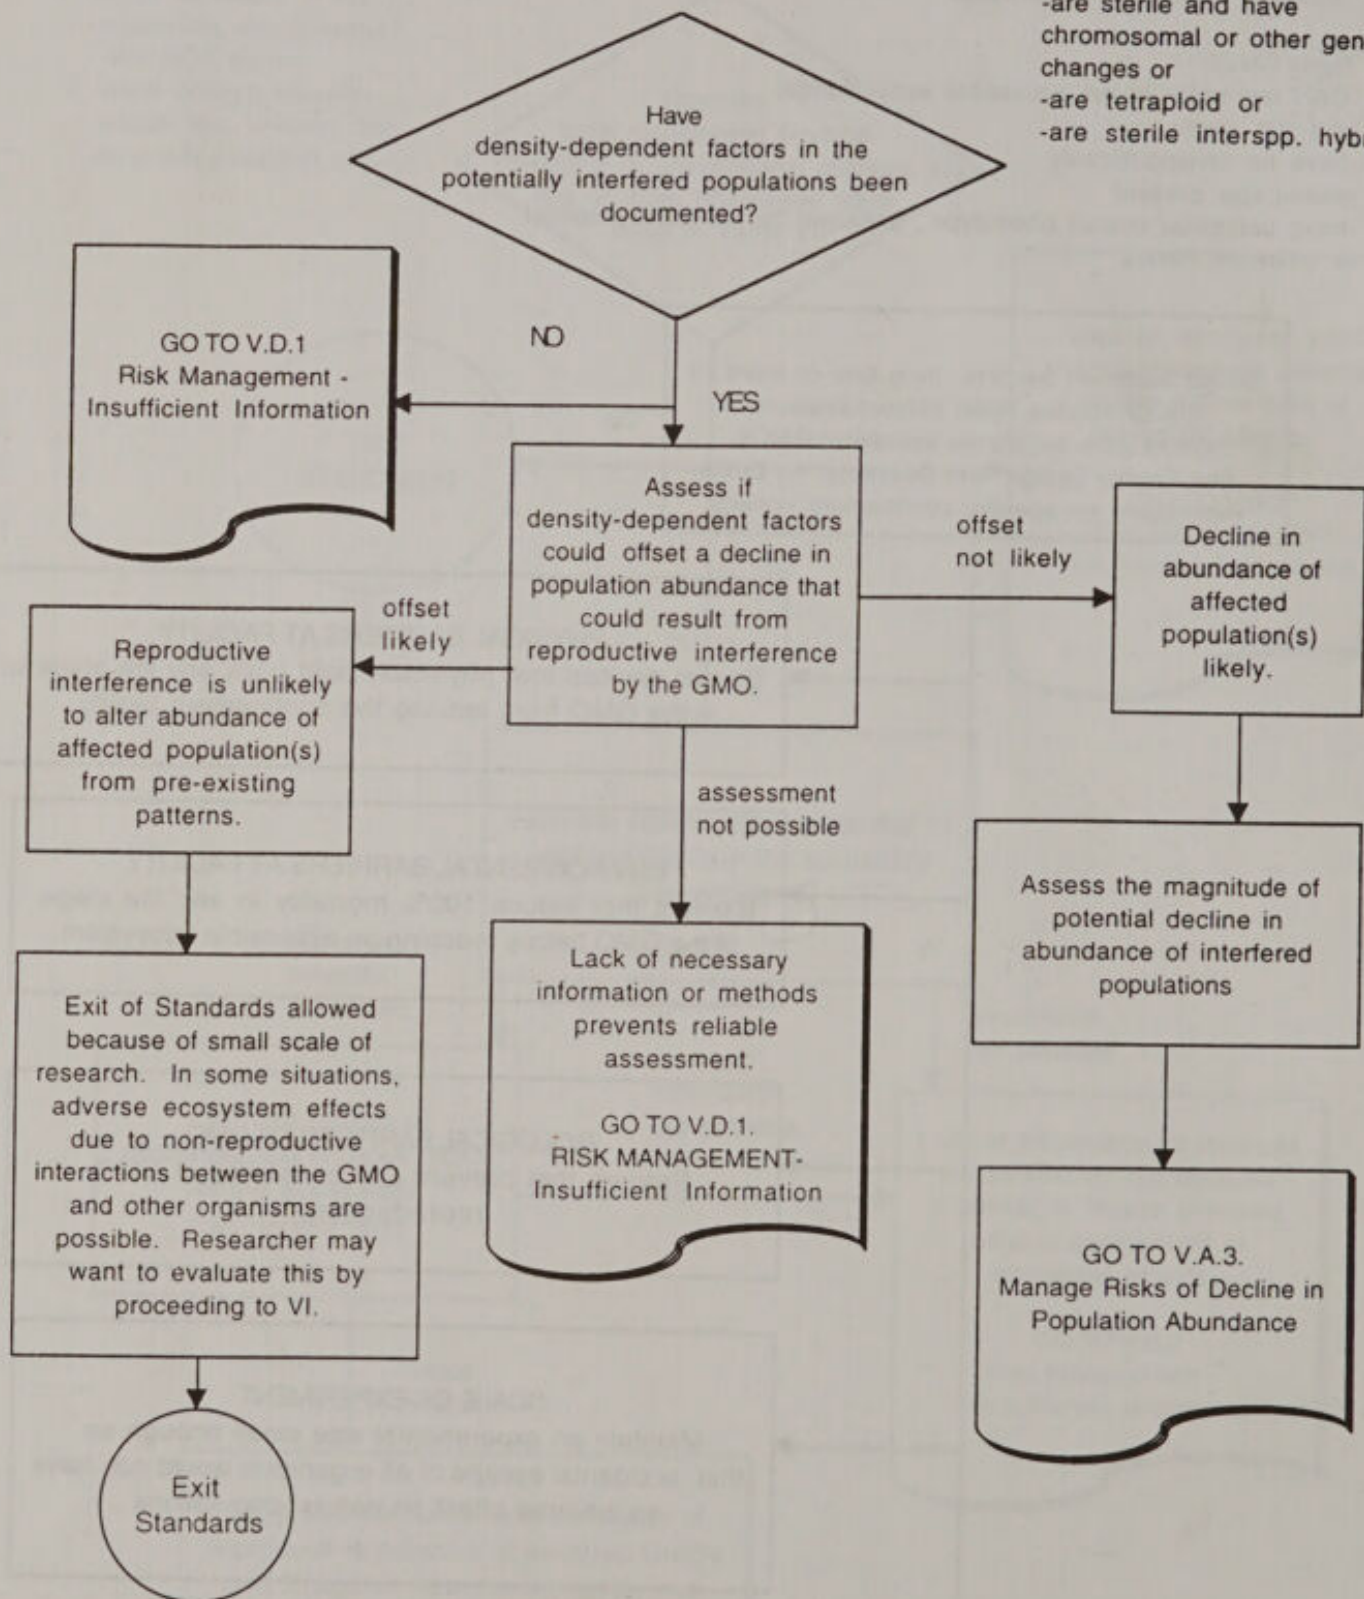 -are sterile and have
chromosomal or other
changes or
-are tetraploid or
-are sterile interspp.
Have
density-dependent factors in the
potentially interfered populations been
documented?
NO
YES
GO TO V.D.1
Risk Management -
Insufficient Information
Assess if
density-dependent factors
could offset a decline in
population abundance that
could result from
reproductive interference
by the GMO.
offset
not likely
Decline in
abundance of
affected
population(s)
likely.
offset
likely
Reproductive
interference is unlikely
to alter abundance of
affected population(s)
from pre-existing
patterns.
assessment
not possible
Assess the magnitude of
potential decline in
abundance of interfered
populations
Exit of Standards allowed
because of small scale of
research. In some situations,
adverse ecosystem effects
due to non-reproductive
interactions between the GMO
and other organisms are
possible. Researcher may
want to evaluate this by
proceeding to VI.
Lack of necessary
information or methods
prevents reliable
assessment.
GO TO V.D.1.
RISK MANAGEMENT-
Insufficient Information
GO TO V.A.3.
Manage Risks of Decline in
Population Abundance
Exit
Standards